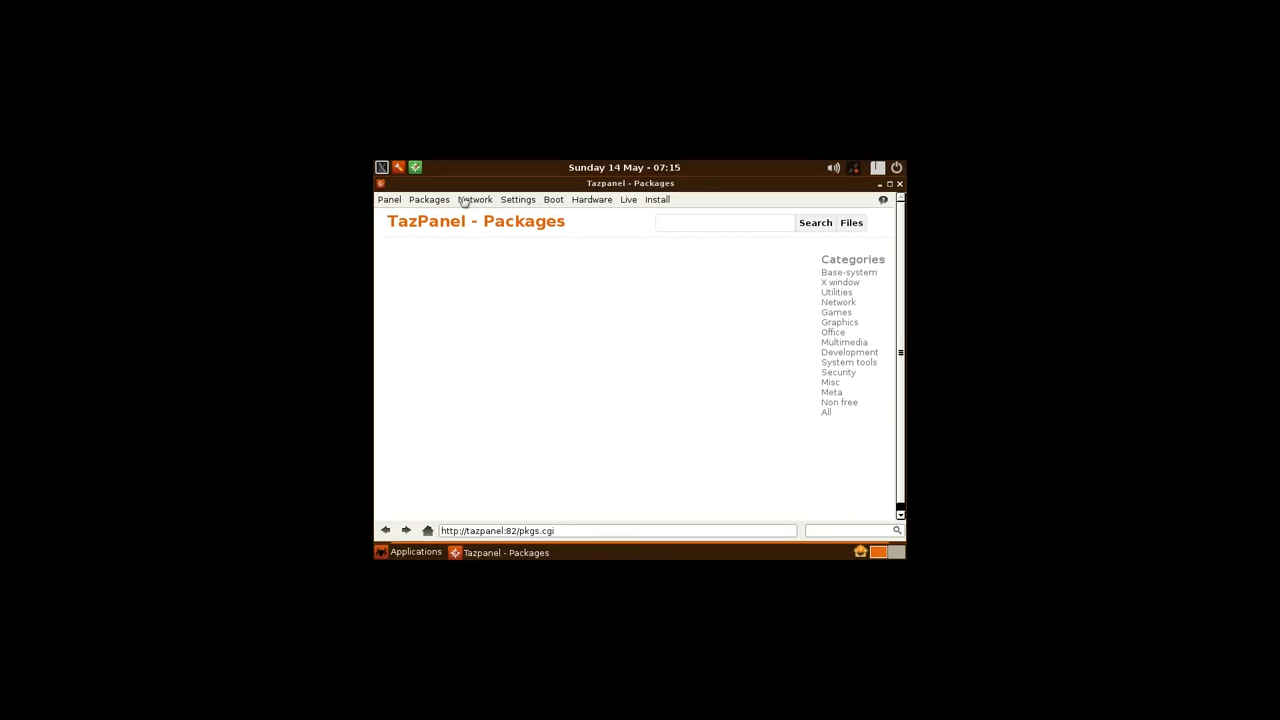 Sunday 14 May - 07:15
Tazpanel - Packages
Panel Packages Network Settings Boot Hardware Live Install
TazPanel - Packages
Search Files
Categories
Base-system
X window
Utilities
Network
Games
Graphics
Office
Multimedia
Development
System tools
Security
Misc
Meta
Non free
All
http://tazpanel:82/pkgs.cgi
Applications Tazpanel - Packages